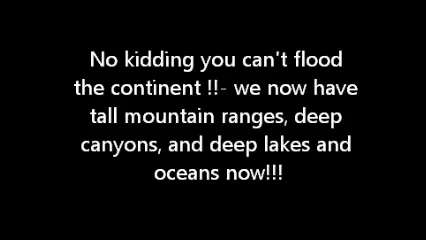 No kidding you can't flood
the continent !!- we now have
tall mountain ranges, deep
canyons, and deep lakes and
oceans now!!!